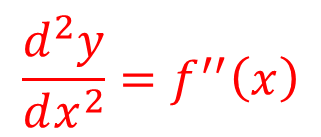 d²y/dx² = f′′(x)